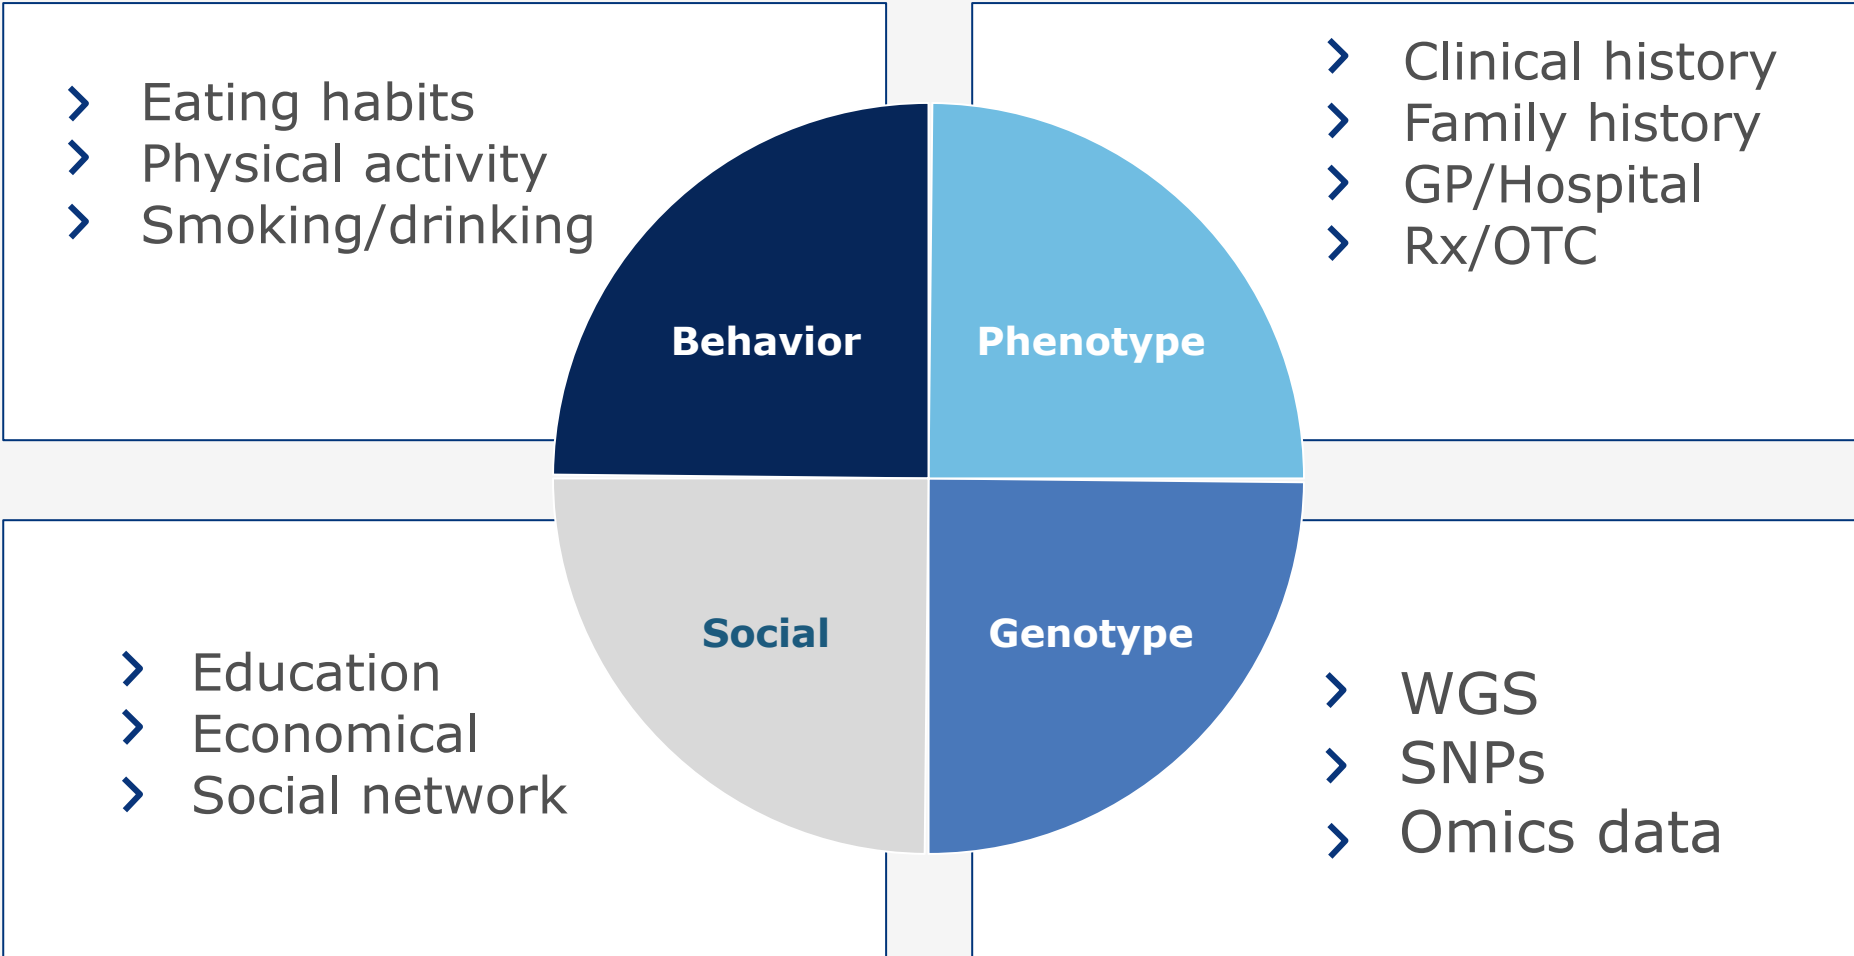 Eating habits
Physical activity
Smoking/drinking
Clinical history
Family history
GP/Hospital
Rx/OTC
Behavior
Phenotype
Social
Genotype
Education
Economical
Social network
WGS
SNPs
Omics data